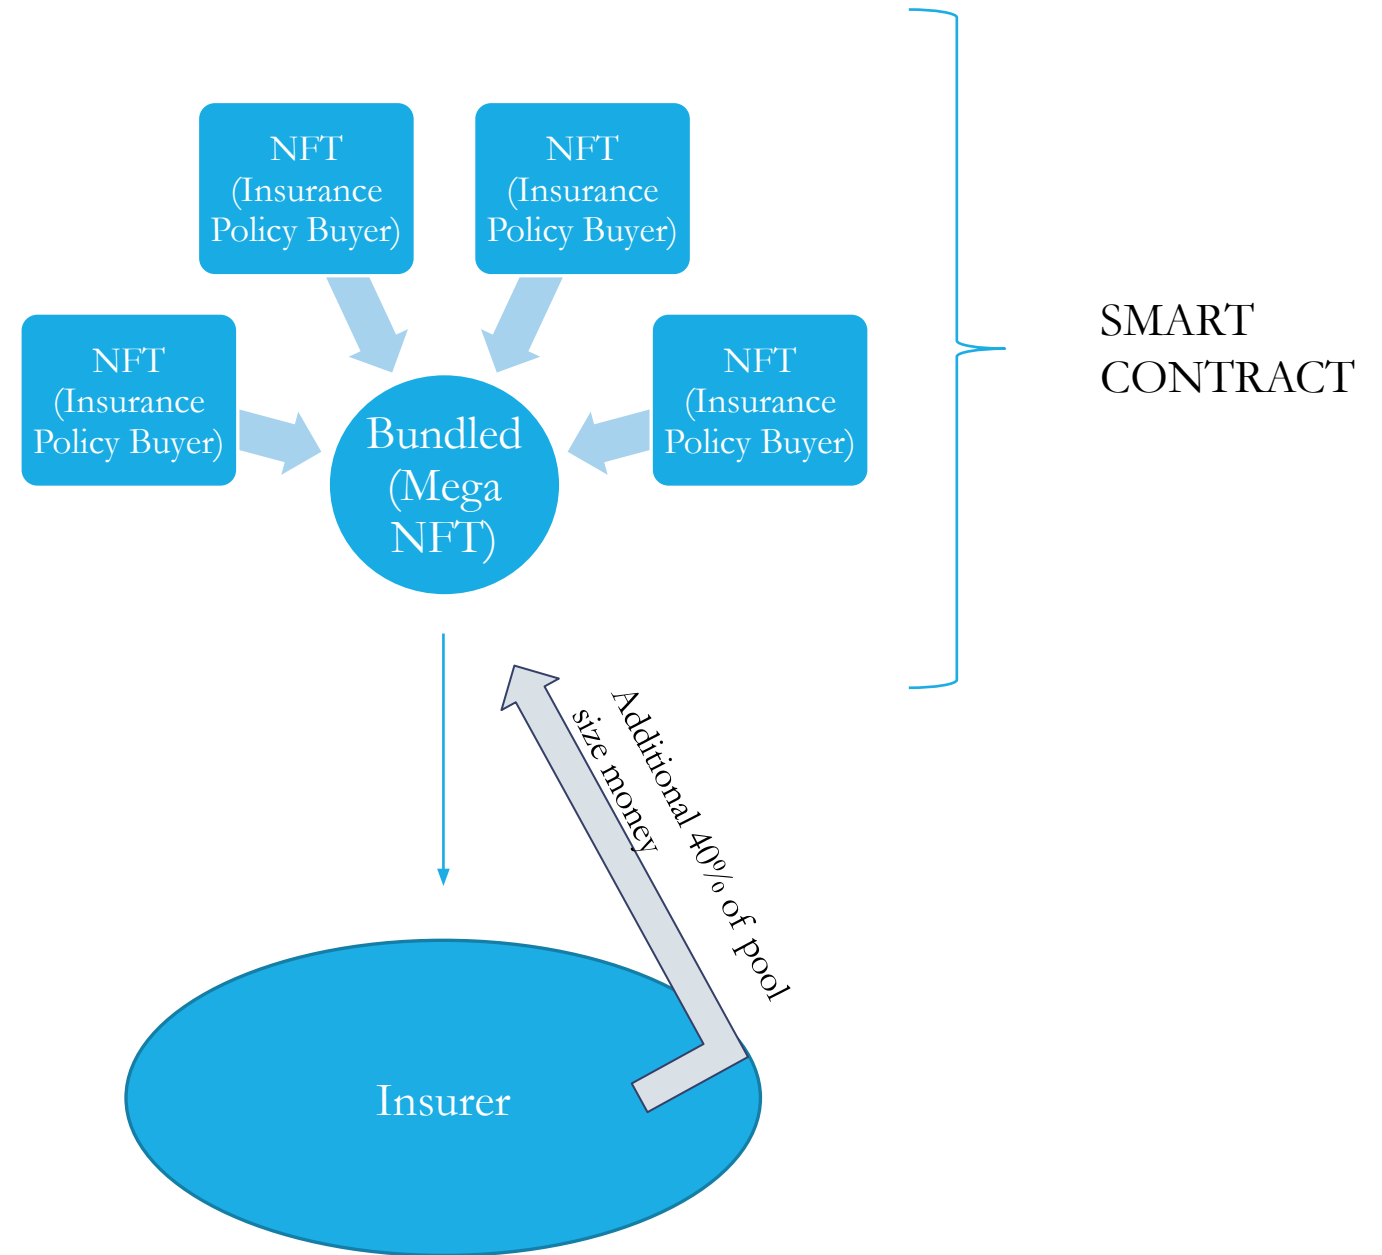 NFT
(Insurance
Policy Buyer)
NFT
(Insurance
Policy Buyer)
NFT
(Insurance
Policy Buyer)
NFT
(Insurance
Policy Buyer)
Bundled
(Mega
NFT)
SMART
CONTRACT
Additional 40% of pool
size money
Insurer